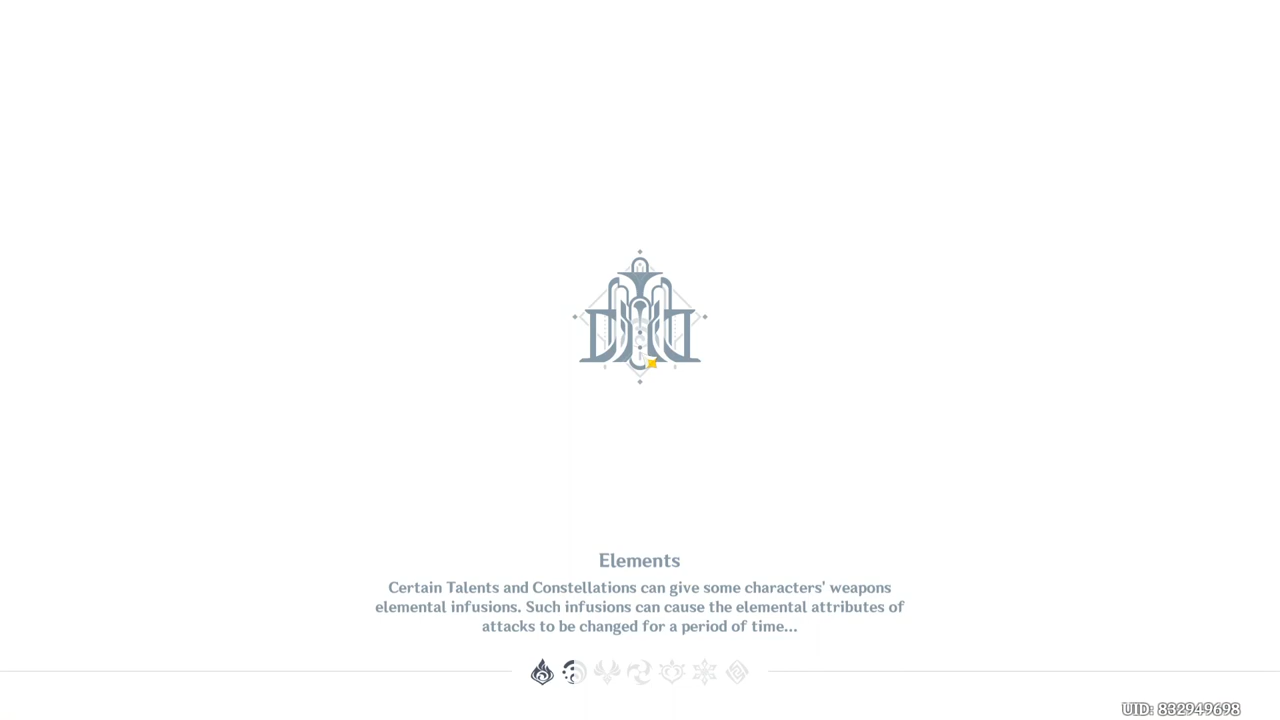 Elements
Certain Talents and Constellations can give some characters' weapons
elemental infusions. Such infusions can cause the elemental attributes of
attacks to be changed for a period of time...
UID: 832949698